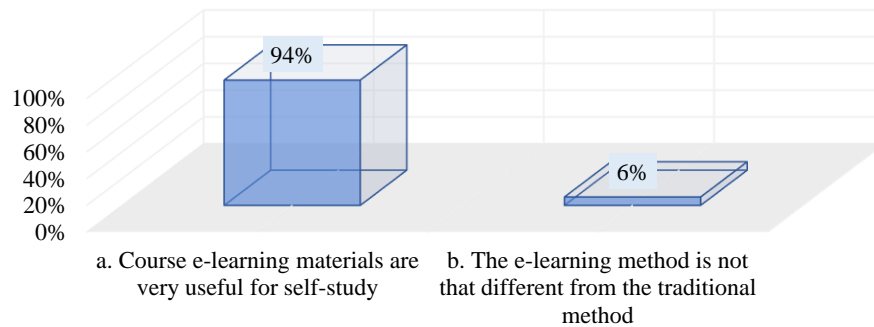 94%
6%
100%
80%
60%
40%
20%
0%
a. Course e-learning materials are
very useful for self-study
b. The e-learning method is not
that different from the traditional
method